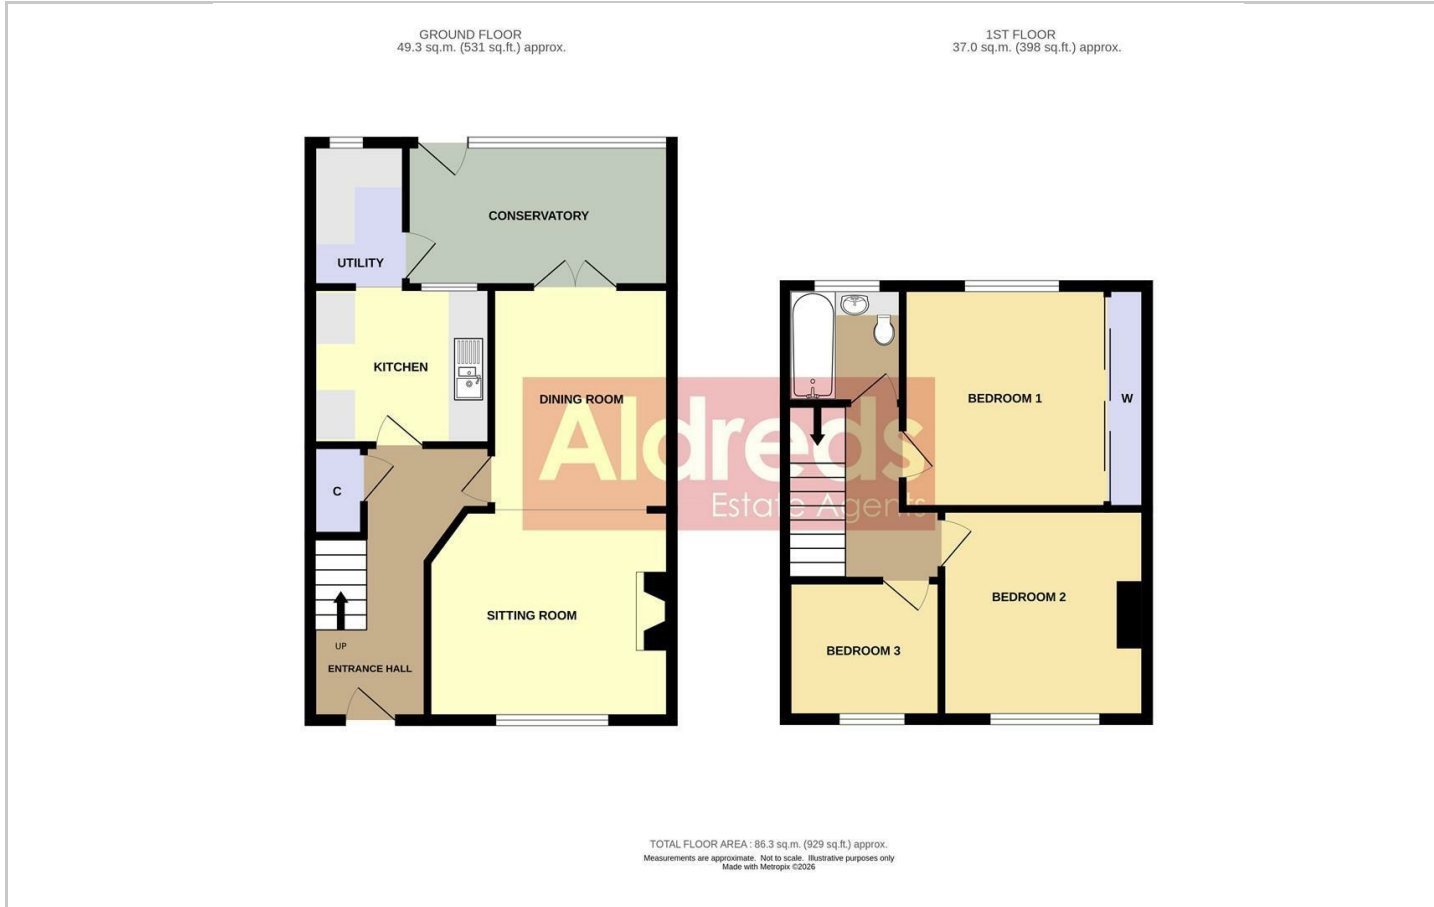 GROUND FLOOR
49.3 sq.m. (531 sq.ft.) approx.
1ST FLOOR
37.0 sq.m. (398 sq.ft.) approx.
CONSERVATORY
UTILITY
KITCHEN
DINING ROOM
C
SITTING ROOM
UP
ENTRANCE HALL
BEDROOM 1
W
BEDROOM 2
BEDROOM 3
Aldreds
Estate Agents
TOTAL FLOOR AREA : 86.3 sq.m. (929 sq.ft.) approx.
Measurements are approximate. Not to scale. Illustrative purposes only
Made with Metropix ©2026